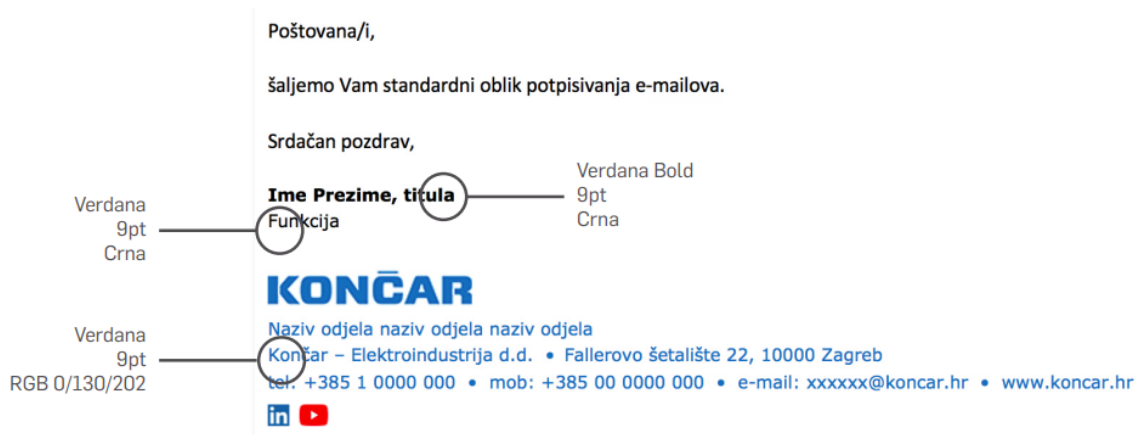 Poštovana/i,
šaljemo Vam standardni oblik potpisivanja e-mailova.
Srdačan pozdrav,
Ime Prezime, titula
Funkcija
Verdana Bold
9pt
Crna
Verdana
9pt
Crna
KONČAR
Naziv odjela naziv odjela naziv odjela
Končar – Elektroindustrija d.d. • Fallerovo šetalište 22, 10000 Zagreb
tel: +385 1 0000 000 • mob: +385 00 0000 000 • e-mail: xxxxxx@koncar.hr • www.koncar.hr
Verdana
9pt
RGB 0/130/202
in